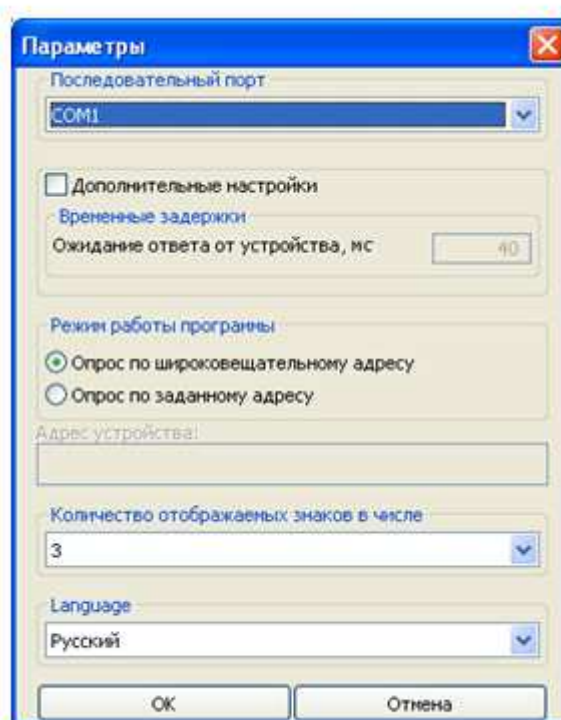 Параметры
Последовательный порт
COM1
Дополнительные настройки
Временные задержки
Ожидание ответа от устройства, мс
40
Режим работы программы
Опрос по широковещательному адресу
Опрос по заданному адресу
Адрес устройства:
Количество отображаемых знаков в числе
3
Language
Русский
OK
Отмена